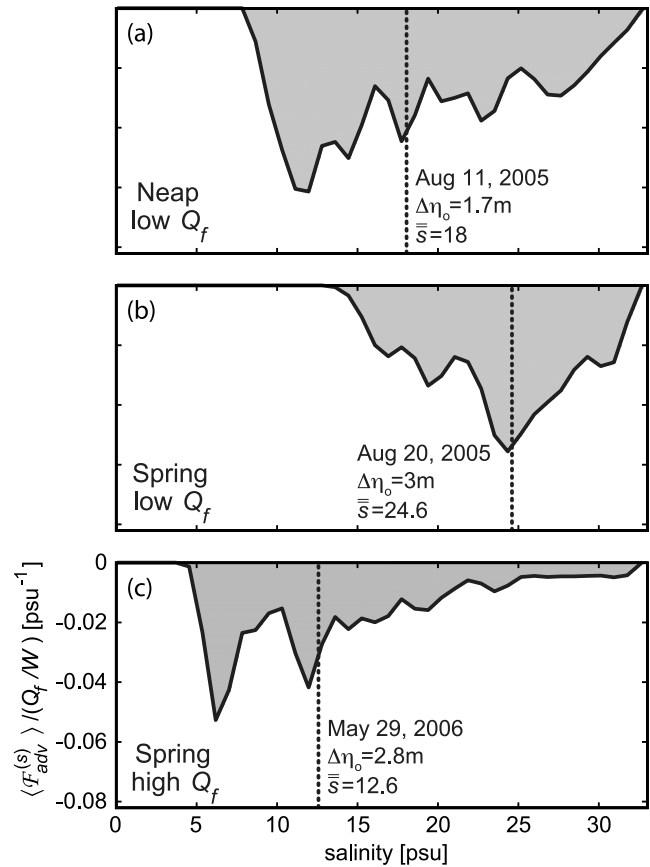 (a)
Neap
low Q_f
Aug 11, 2005
Δη_o=1.7m
s̿=18
(b)
Spring
low Q_f
Aug 20, 2005
Δη_o=3m
s̿=24.6
(c)
Spring
high Q_f
May 29, 2006
Δη_o=2.8m
s̿=12.6
0
-0.02
-0.04
-0.06
-0.08
⟨ℱ_adv^(s)⟩/(Q_f/W) [psu⁻¹]
0 5 10 15 20 25 30
salinity [psu]